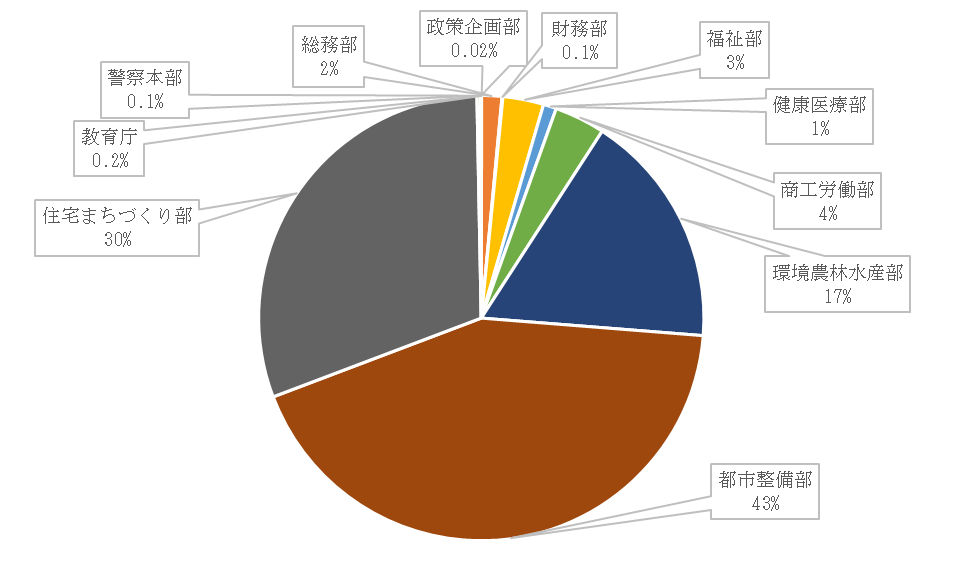 政策企画部
0.02%
財務部
0.1%
総務部
2%
福祉部
3%
警察本部
0.1%
健康医療部
1%
教育庁
0.2%
商工労働部
4%
住宅まちづくり部
30%
環境農林水産部
17%
都市整備部
43%